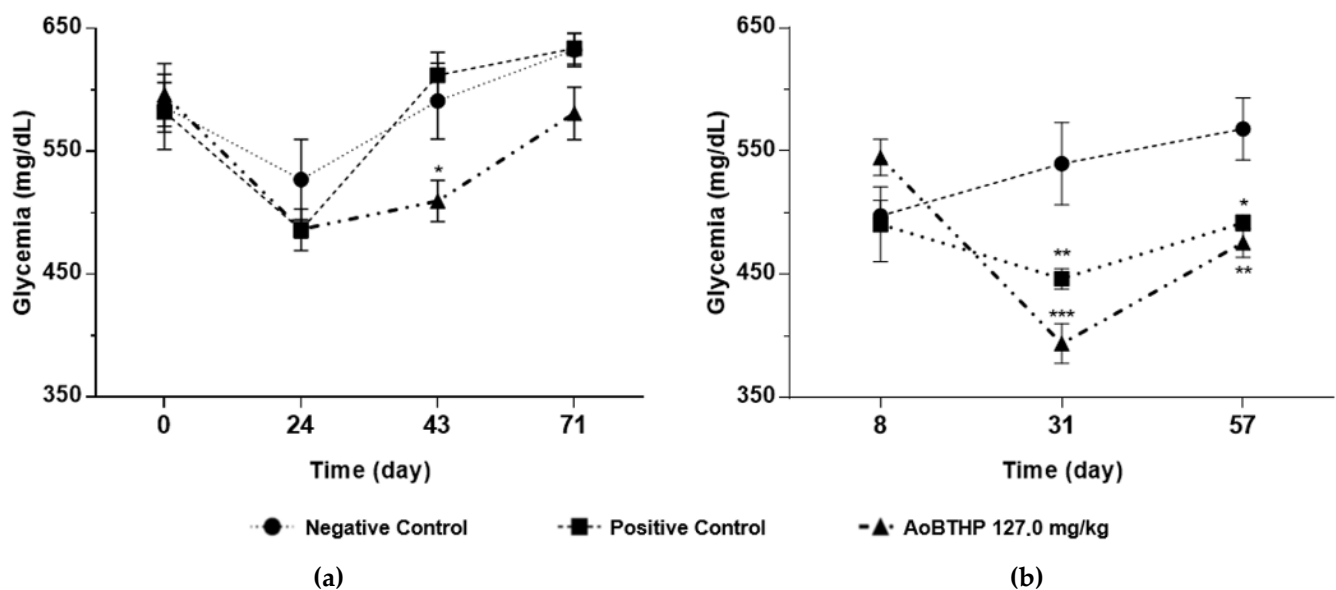 650
550
450
350
Glycemia (mg/dL)
*
0 24 43 71
Time (day)
650
550
450
350
Glycemia (mg/dL)
**
***
*
**
8 31 57
Time (day)
Negative Control Positive Control AoBTHP 127.0 mg/kg
(a) (b)